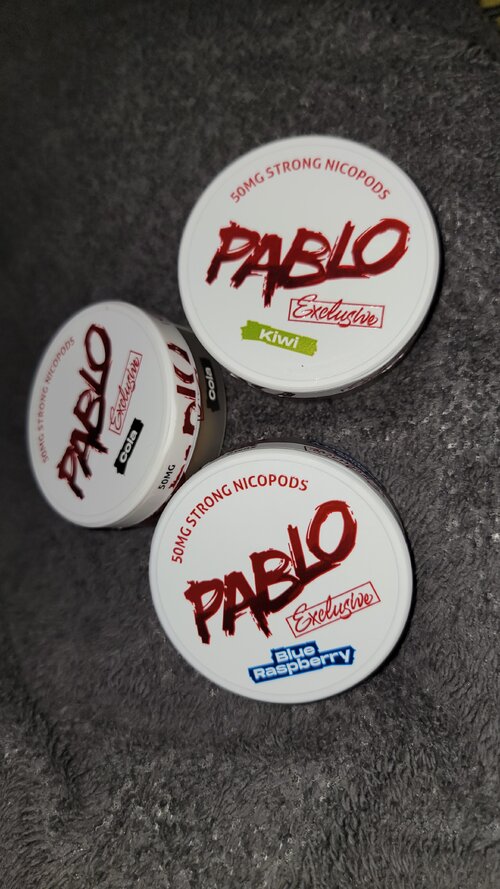 50MG STRONG NICOPODS
PABLO
Exclusive
Kiwi
50MG STRONG NICOPODS
PABLO
Exclusive
Cola
Cola
50MG
50MG STRONG NICOPODS
PABLO
Exclusive
Blue
Raspberry